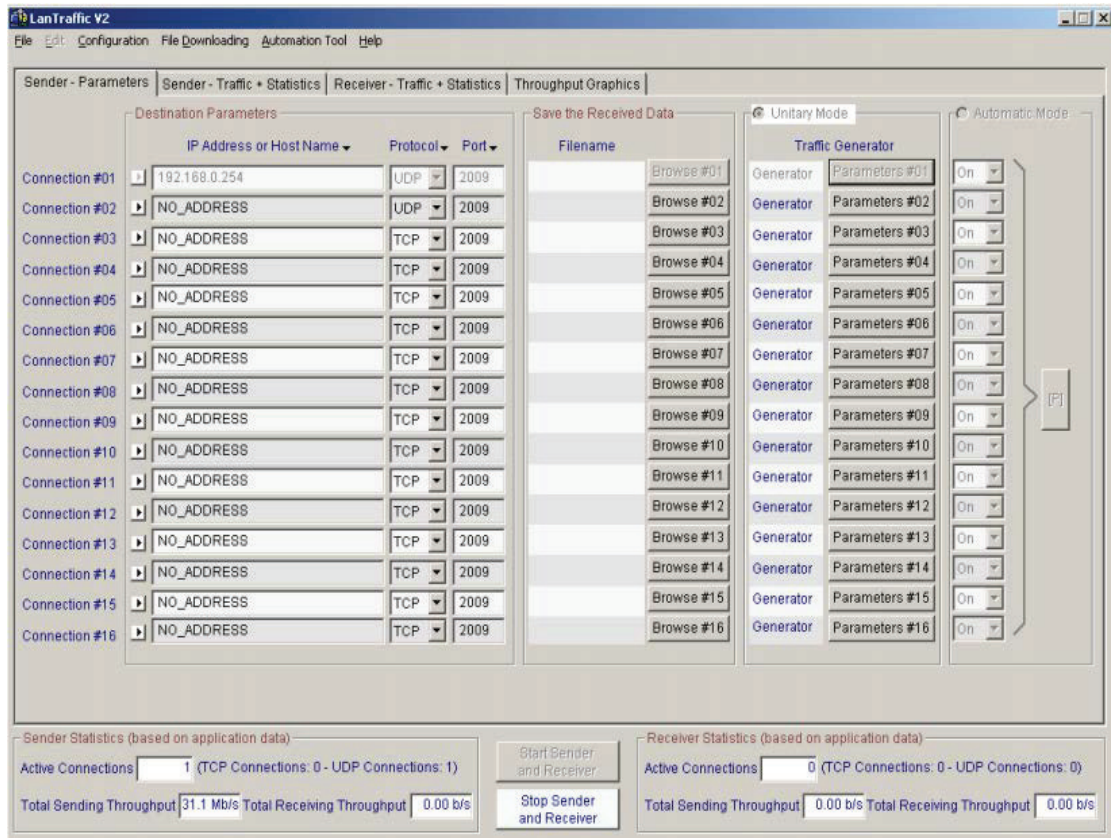 LanTraffic V2
File Edit Configuration File Downloading Automation Tool Help
Sender - Parameters Sender - Traffic + Statistics Receiver - Traffic + Statistics Throughput Graphics
Destination Parameters Save the Received Data Unitary Mode Automatic Mode
IP Address or Host Name Protocol Port Filename Traffic Generator
Connection #01 192.168.0.254 UDP 2009 Browse #01 Generator Parameters #01 On
Connection #02 NO_ADDRESS UDP 2009 Browse #02 Generator Parameters #02 On
Connection #03 NO_ADDRESS TCP 2009 Browse #03 Generator Parameters #03 On
Connection #04 NO_ADDRESS TCP 2009 Browse #04 Generator Parameters #04 On
Connection #05 NO_ADDRESS TCP 2009 Browse #05 Generator Parameters #05 On
Connection #06 NO_ADDRESS TCP 2009 Browse #06 Generator Parameters #06 On
Connection #07 NO_ADDRESS TCP 2009 Browse #07 Generator Parameters #07 On
Connection #08 NO_ADDRESS TCP 2009 Browse #08 Generator Parameters #08 On
[P]
Connection #09 NO_ADDRESS TCP 2009 Browse #09 Generator Parameters #09 On
Connection #10 NO_ADDRESS TCP 2009 Browse #10 Generator Parameters #10 On
Connection #11 NO_ADDRESS TCP 2009 Browse #11 Generator Parameters #11 On
Connection #12 NO_ADDRESS TCP 2009 Browse #12 Generator Parameters #12 On
Connection #13 NO_ADDRESS TCP 2009 Browse #13 Generator Parameters #13 On
Connection #14 NO_ADDRESS TCP 2009 Browse #14 Generator Parameters #14 On
Connection #15 NO_ADDRESS TCP 2009 Browse #15 Generator Parameters #15 On
Connection #16 NO_ADDRESS TCP 2009 Browse #16 Generator Parameters #16 On
Sender Statistics (based on application data)
Active Connections 1 (TCP Connections: 0 - UDP Connections: 1)
Total Sending Throughput 31.1 Mb/s Total Receiving Throughput 0.00 b/s
Start Sender
and Receiver
Stop Sender
and Receiver
Receiver Statistics (based on application data)
Active Connections 0 (TCP Connections: 0 - UDP Connections: 0)
Total Sending Throughput 0.00 b/s Total Receiving Throughput 0.00 b/s